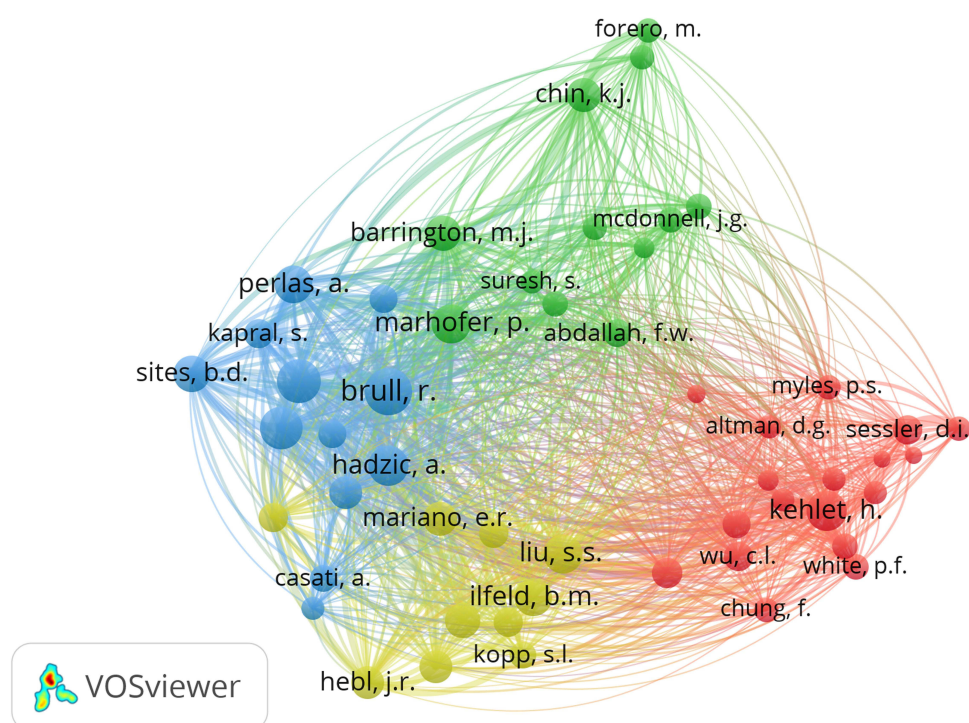 forero, m.
chin, k.j.
mcdonnell, j.g.
barrington, m.j.
suresh, s.
perlas, a.
marhofer, p.
kapral, s.
abdallah, f.w.
sites, b.d.
brull, r.
myles, p.s.
altman, d.g.
sessler, d.i.
hadzic, a.
kehlet, h.
mariano, e.r.
liu, s.s.
wu, c.l.
white, p.f.
casati, a.
ilfeld, b.m.
chung, f.
kopp, s.l.
hebl, j.r.
VOSviewer